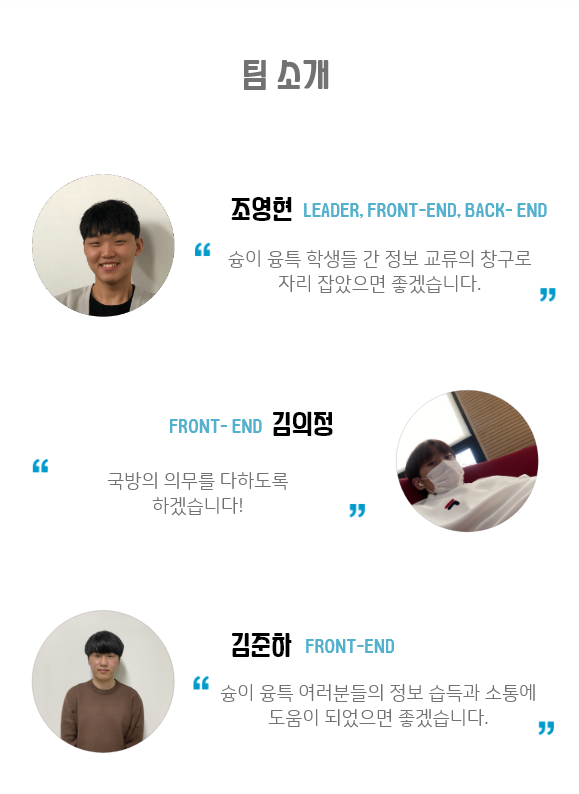 팀 소개
조영현 LEADER, FRONT-END, BACK- END
“ 슝이 융특 학생들 간 정보 교류의 창구로
자리 잡았으면 좋겠습니다. ”
FRONT- END 김의정
“ 국방의 의무를 다하도록
하겠습니다! ”
김준하 FRONT-END
“ 슝이 융특 여러분들의 정보 습득과 소통에
도움이 되었으면 좋겠습니다. ”